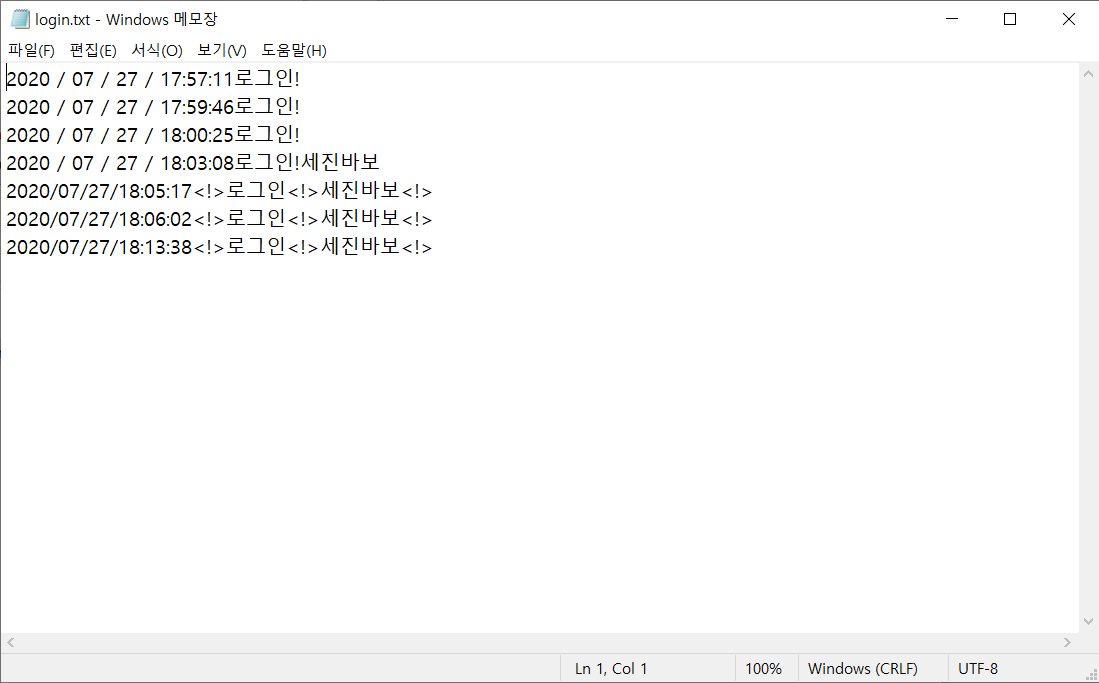 login.txt - Windows 메모장
파일(F) 편집(E) 서식(O) 보기(V) 도움말(H)
2020 / 07 / 27 / 17:57:11로그인!
2020 / 07 / 27 / 17:59:46로그인!
2020 / 07 / 27 / 18:00:25로그인!
2020 / 07 / 27 / 18:03:08로그인!세진바보
2020/07/27/18:05:17<!>로그인<!>세진바보<!>
2020/07/27/18:06:02<!>로그인<!>세진바보<!>
2020/07/27/18:13:38<!>로그인<!>세진바보<!>
Ln 1, Col 1 100% Windows (CRLF) UTF-8